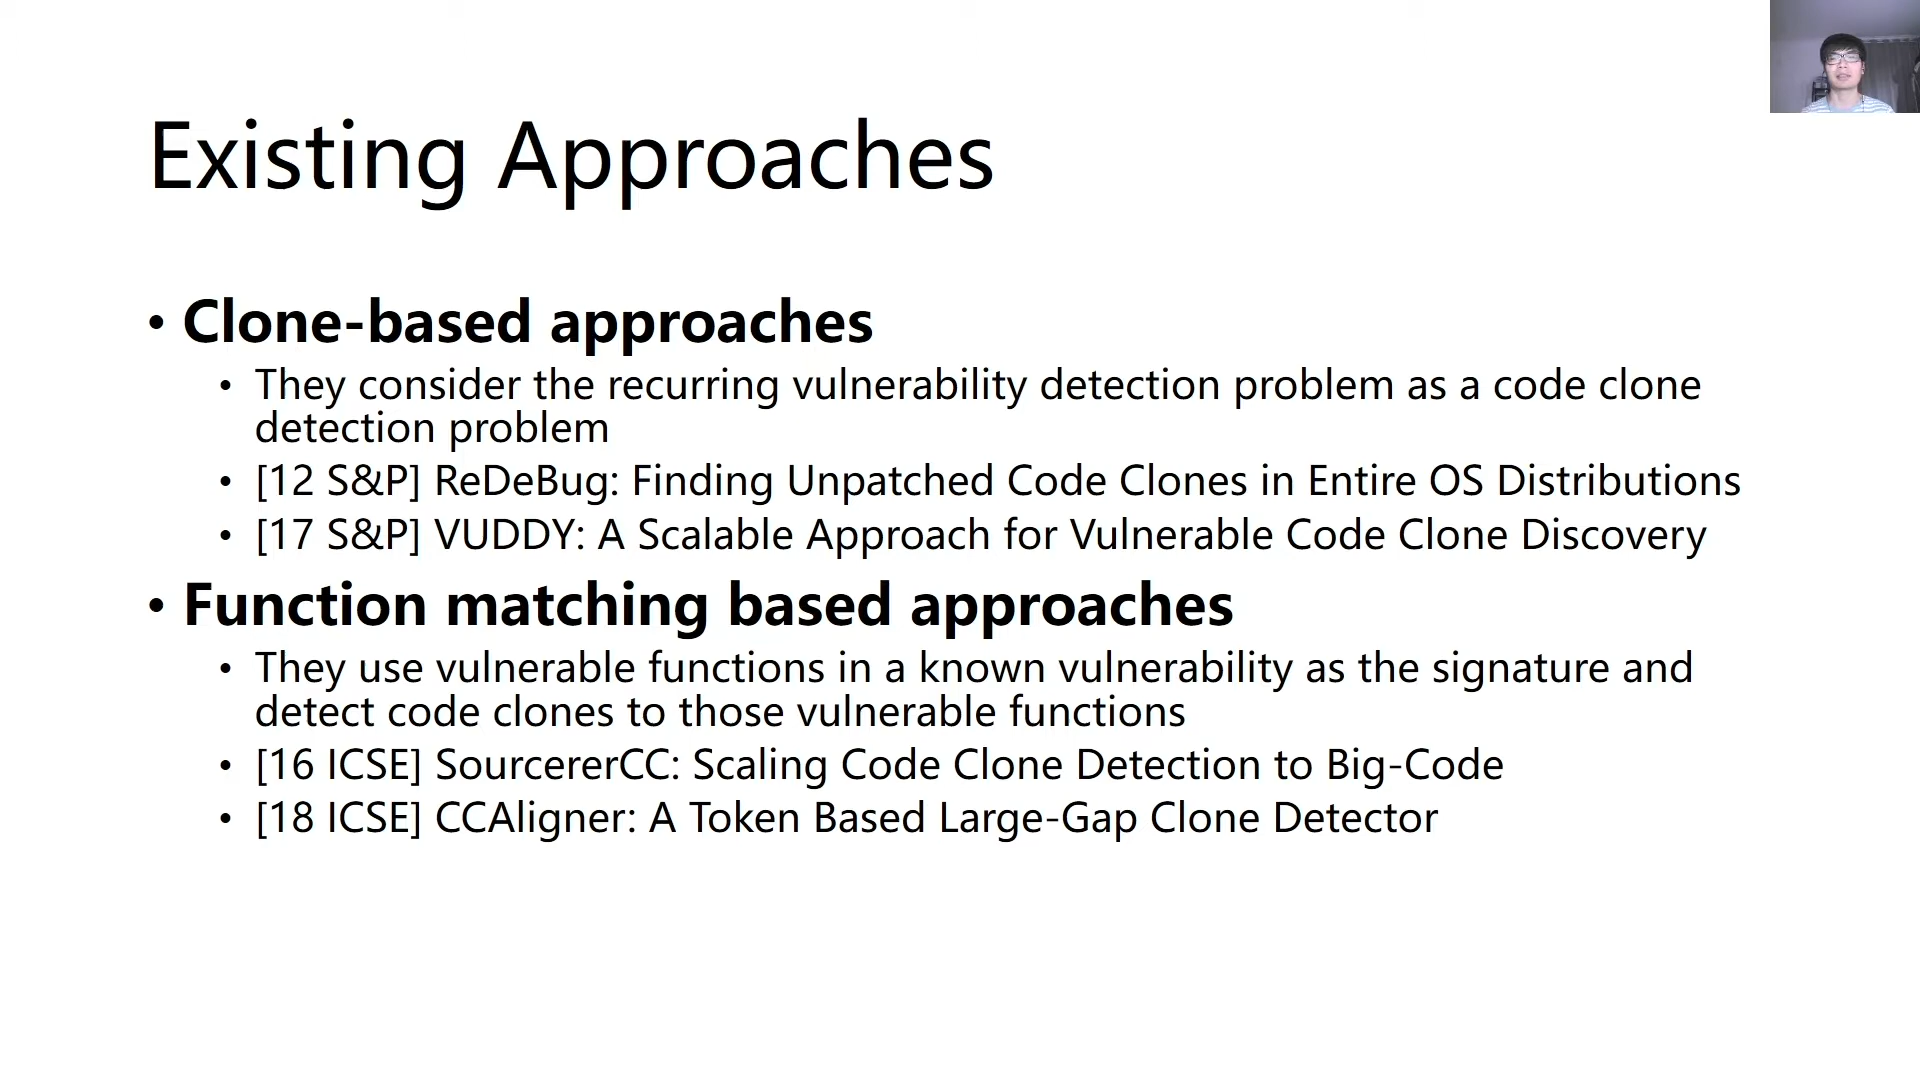 Existing Approaches
• Clone-based approaches
• They consider the recurring vulnerability detection problem as a code clone
detection problem
• [12 S&P] ReDeBug: Finding Unpatched Code Clones in Entire OS Distributions
• [17 S&P] VUDDY: A Scalable Approach for Vulnerable Code Clone Discovery
• Function matching based approaches
• They use vulnerable functions in a known vulnerability as the signature and
detect code clones to those vulnerable functions
• [16 ICSE] SourcererCC: Scaling Code Clone Detection to Big-Code
• [18 ICSE] CCAligner: A Token Based Large-Gap Clone Detector